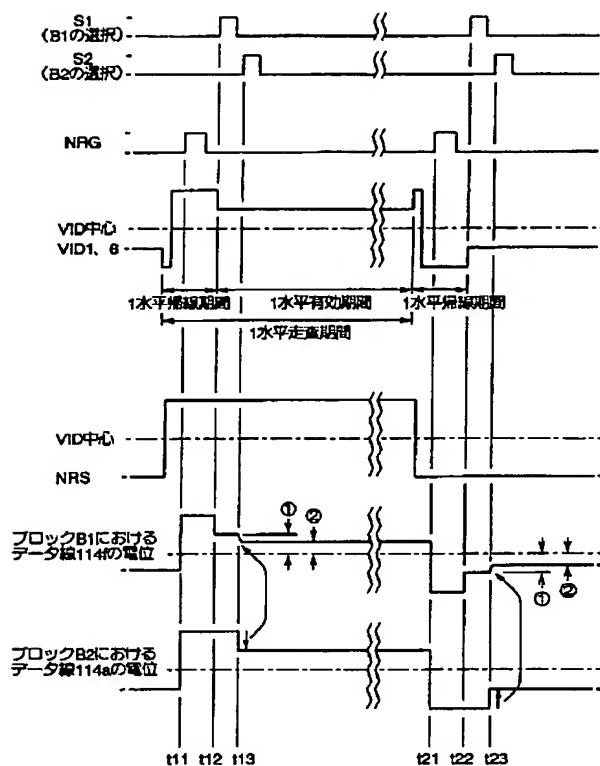 S1
(B1の選択)
S2
(B2の選択)
NRG
VID中心
VID1、6
1水平帰線期間
1水平有効期間
1水平帰線期間
1水平走査期間
VID中心
NRS
① ②
ブロックB1における
データ線114fの電位
① ②
ブロックB2における
データ線114aの電位
t11 t12 t13 t21 t22 t23